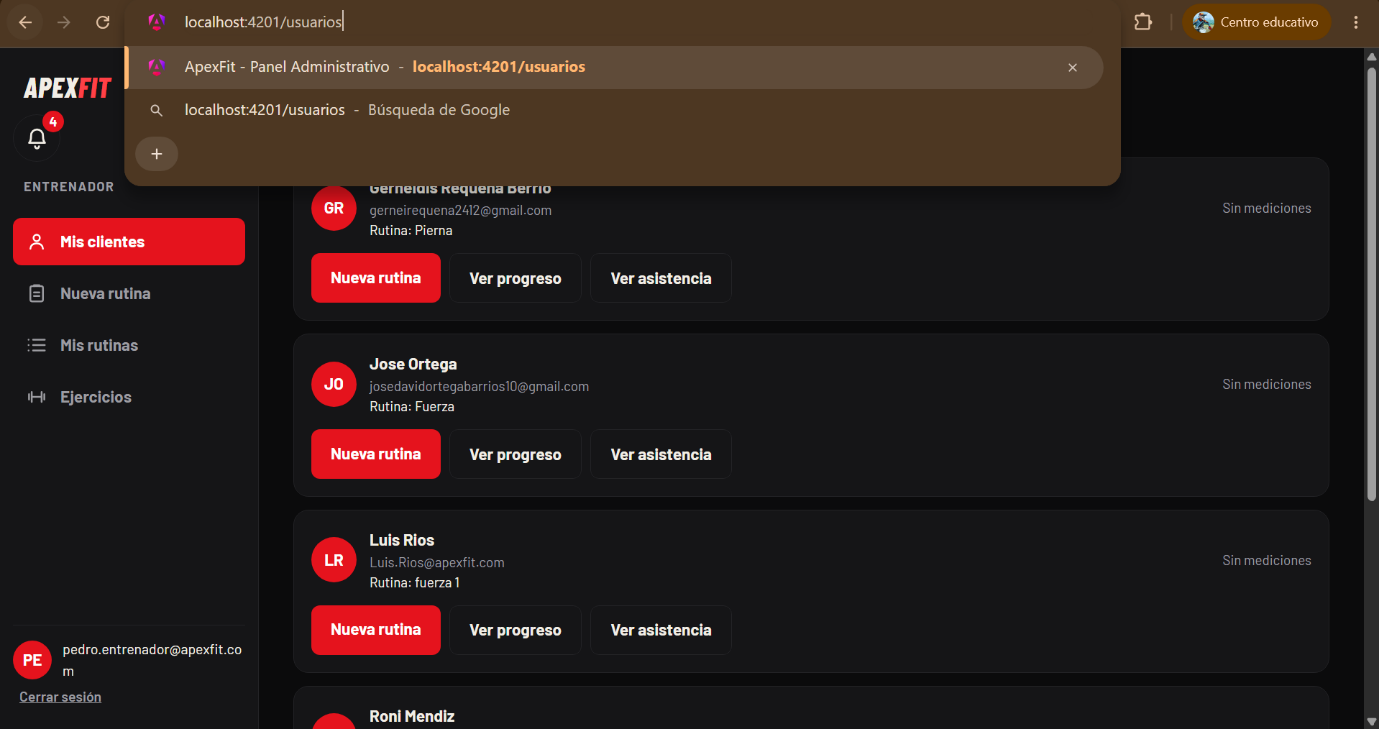 localhost:4201/usuarios
Centro educativo
ApexFit - Panel Administrativo - localhost:4201/usuarios
localhost:4201/usuarios - Búsqueda de Google
APEXFIT
4
ENTRENADOR
Mis clientes
Nueva rutina
Mis rutinas
Ejercicios
PE
pedro.entrenador@apexfit.co
m
Cerrar sesión
GR
Gerneidis Requena Berrio
gerneirequena2412@gmail.com
Rutina: Pierna
Sin mediciones
Nueva rutina Ver progreso Ver asistencia
JO
Jose Ortega
josedavidortegabarrios10@gmail.com
Rutina: Fuerza
Sin mediciones
Nueva rutina Ver progreso Ver asistencia
LR
Luis Rios
Luis.Rios@apexfit.com
Rutina: fuerza 1
Sin mediciones
Nueva rutina Ver progreso Ver asistencia
Roni Mendiz